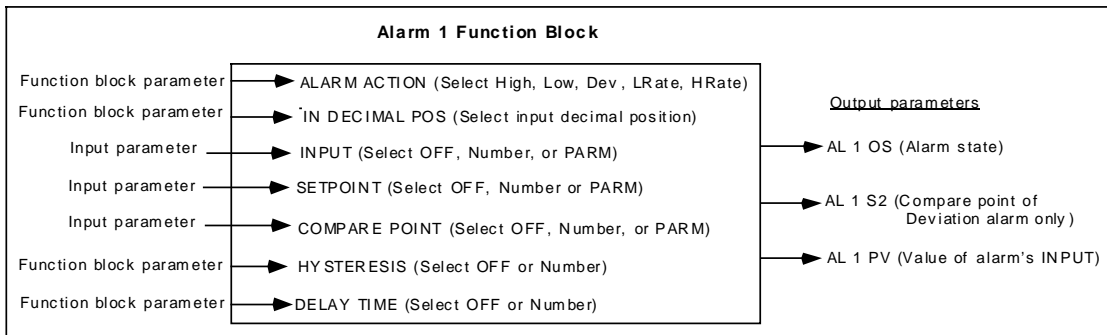 Alarm 1 Function Block
Function block parameter
ALARM ACTION (Select High, Low, Dev, LRate, HRate)
Function block parameter
IN DECIMAL POS (Select input decimal position)
Input parameter
INPUT (Select OFF, Number, or PARM)
Input parameter
SETPOINT (Select OFF, Number or PARM)
Input parameter
COMPARE POINT (Select OFF, Number, or PARM)
Function block parameter
HYSTERESIS (Select OFF or Number)
Function block parameter
DELAY TIME (Select OFF or Number)
Output parameters
AL 1 OS (Alarm state)
AL 1 S2 (Compare point of
Deviation alarm only)
AL 1 PV (Value of alarm's INPUT)